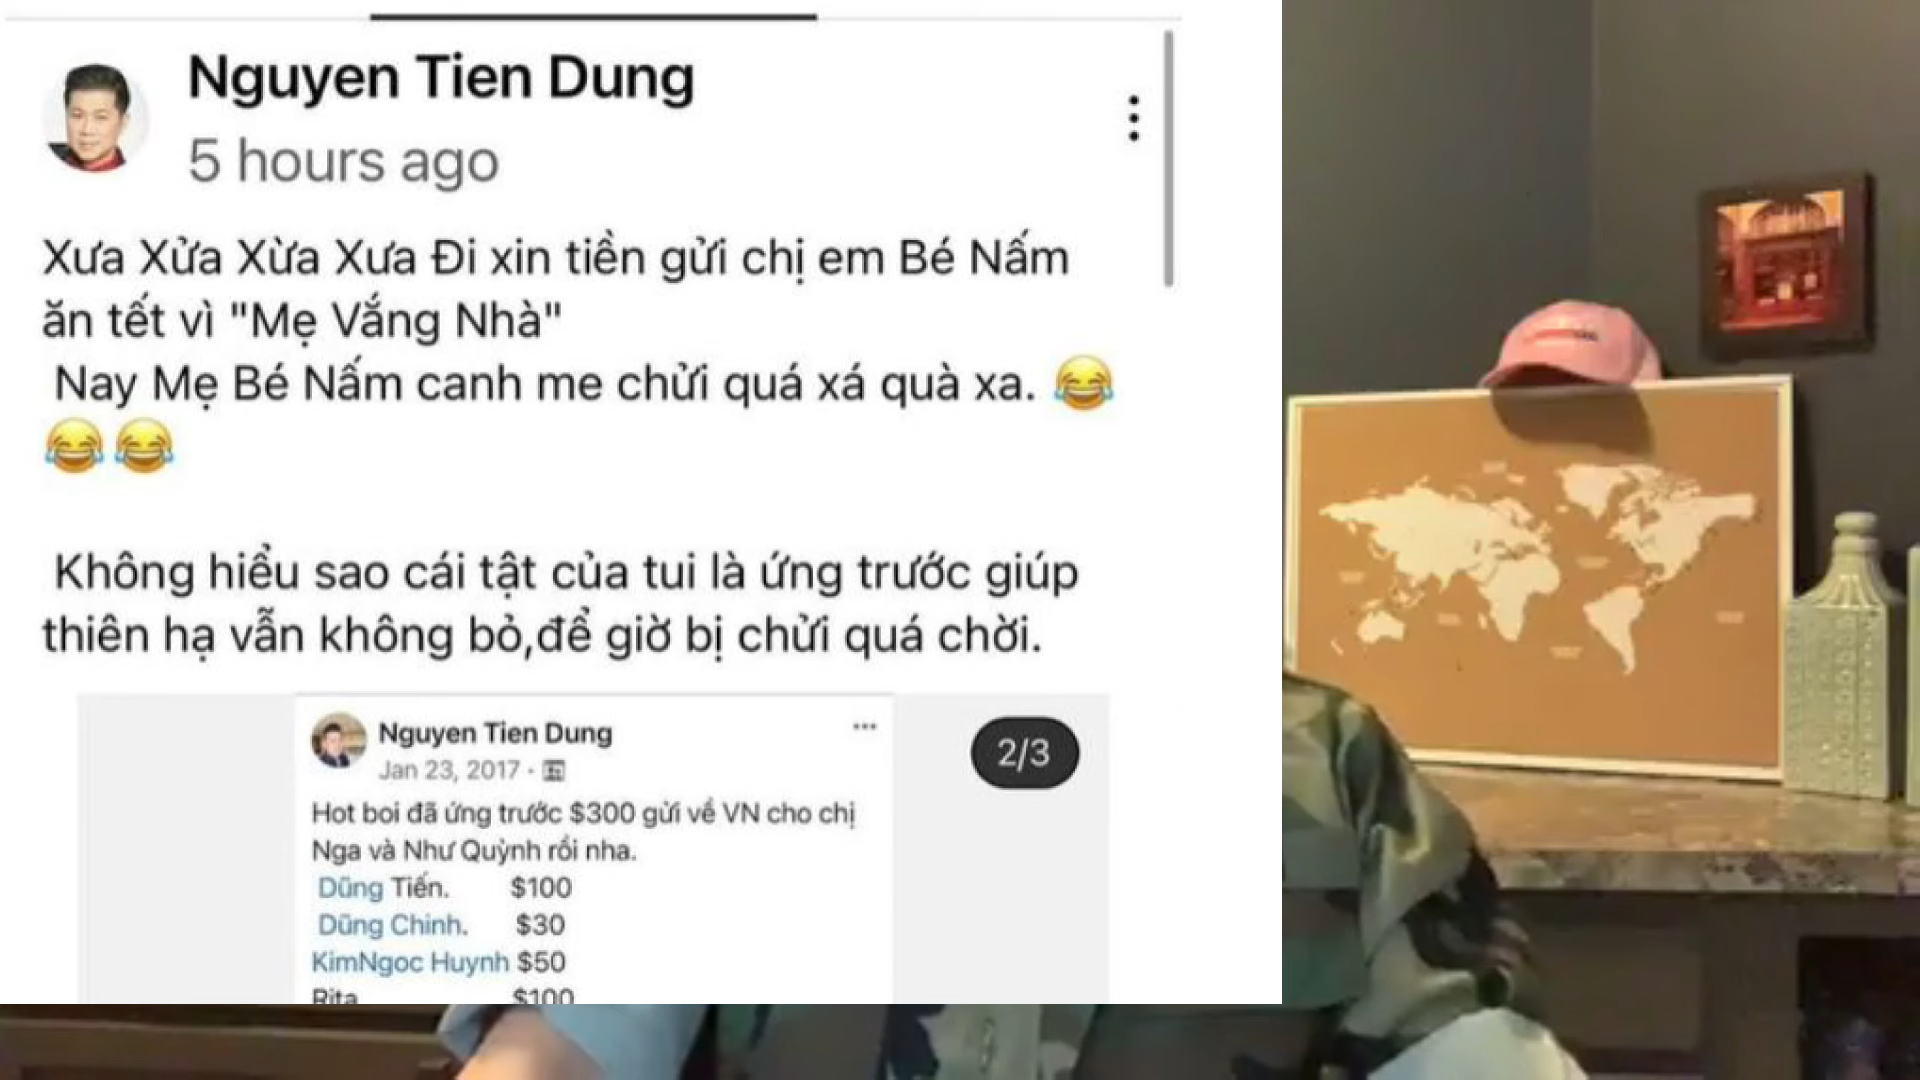 Nguyen Tien Dung
5 hours ago
Xưa Xửa Xừa Xưa Đi xin tiền gửi chị em Bé Nấm
ăn tết vì "Mẹ Vắng Nhà"
Nay Mẹ Bé Nấm canh me chửi quá xá quà xa. 😂
😂😂
Không hiểu sao cái tật của tui là ứng trước giúp
thiên hạ vẫn không bỏ,để giờ bị chửi quá chời.
Nguyen Tien Dung
Jan 23, 2017
2/3
Hot boi đã ứng trước $300 gửi về VN cho chị
Nga và Như Quỳnh rồi nha.
Dũng Tiến. $100
Dũng Chinh. $30
KimNgoc Huynh $50
Rita $100